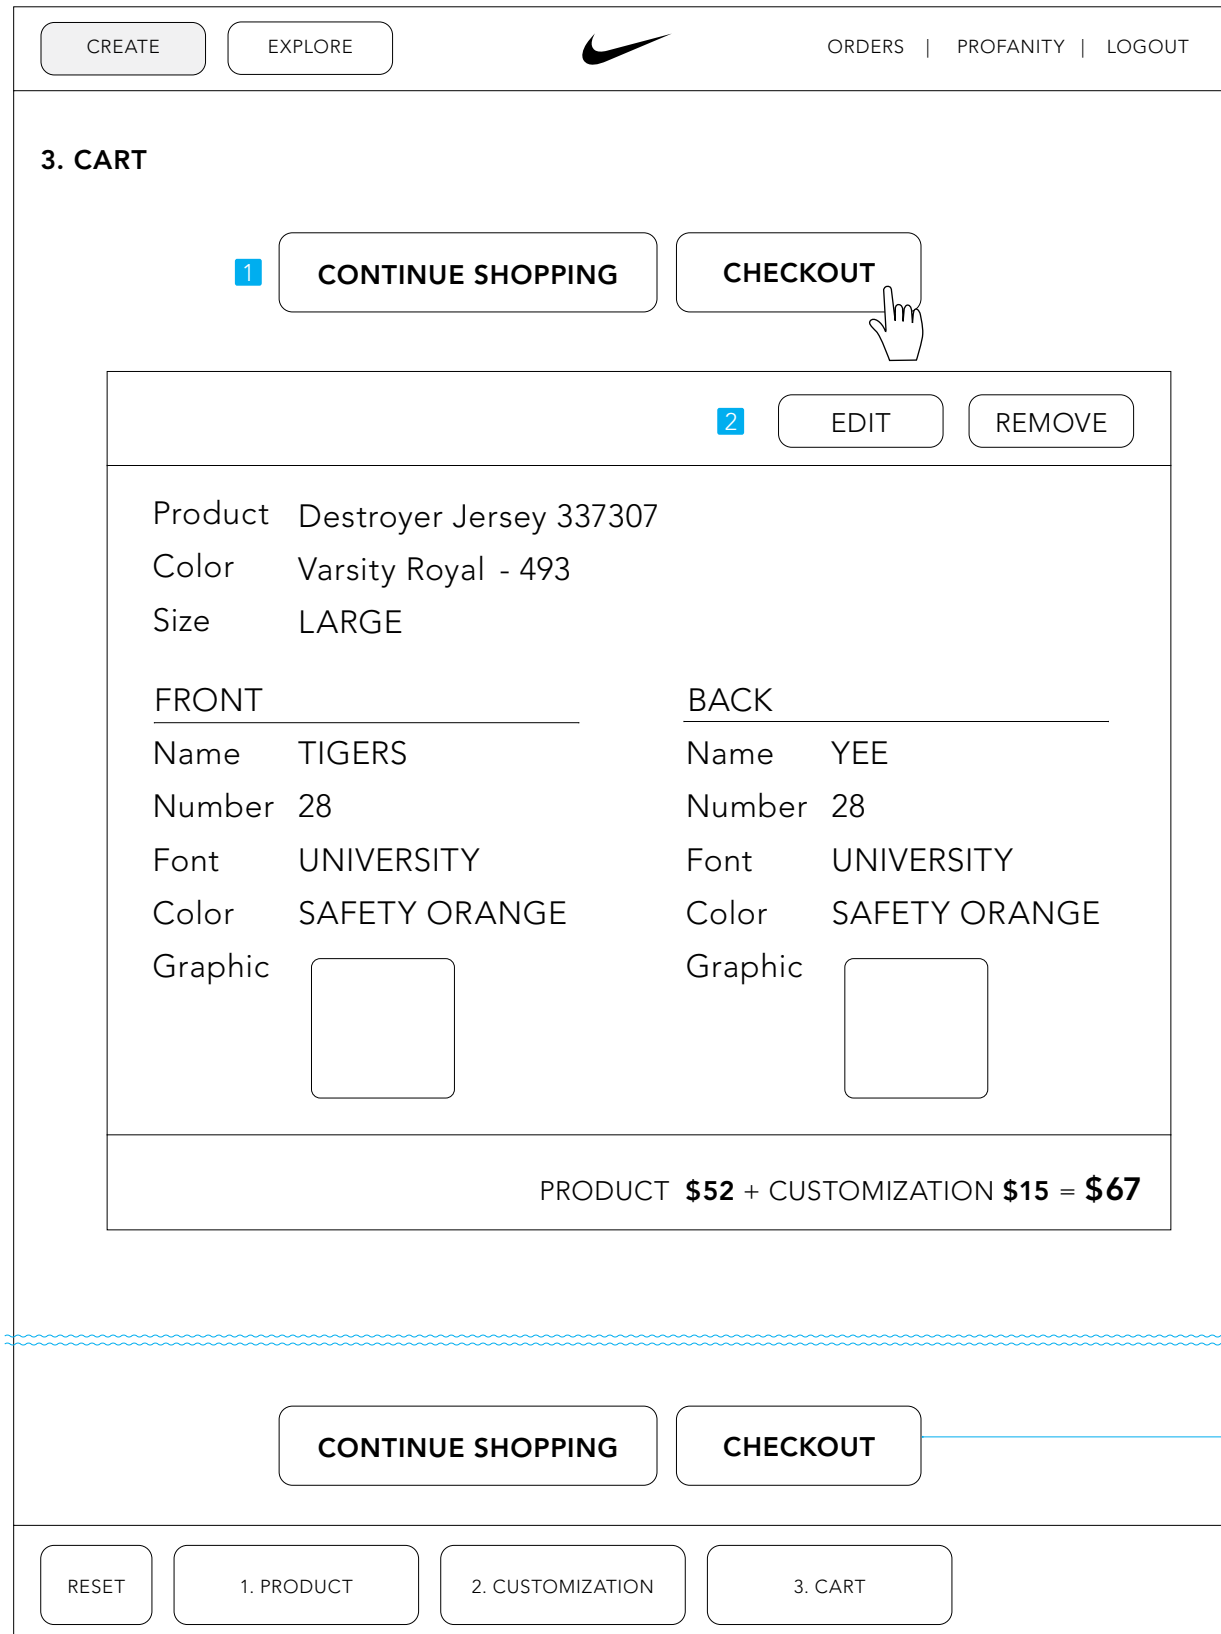 CREATE EXPLORE ORDERS | PROFANITY | LOGOUT
3. CART
1 CONTINUE SHOPPING CHECKOUT
2 EDIT REMOVE
Product Destroyer Jersey 337307
Color Varsity Royal - 493
Size LARGE
FRONT BACK
Name TIGERS Name YEE
Number 28 Number 28
Font UNIVERSITY Font UNIVERSITY
Color SAFETY ORANGE Color SAFETY ORANGE
Graphic Graphic
PRODUCT $52 + CUSTOMIZATION $15 = $67
CONTINUE SHOPPING CHECKOUT
RESET 1. PRODUCT 2. CUSTOMIZATION 3. CART